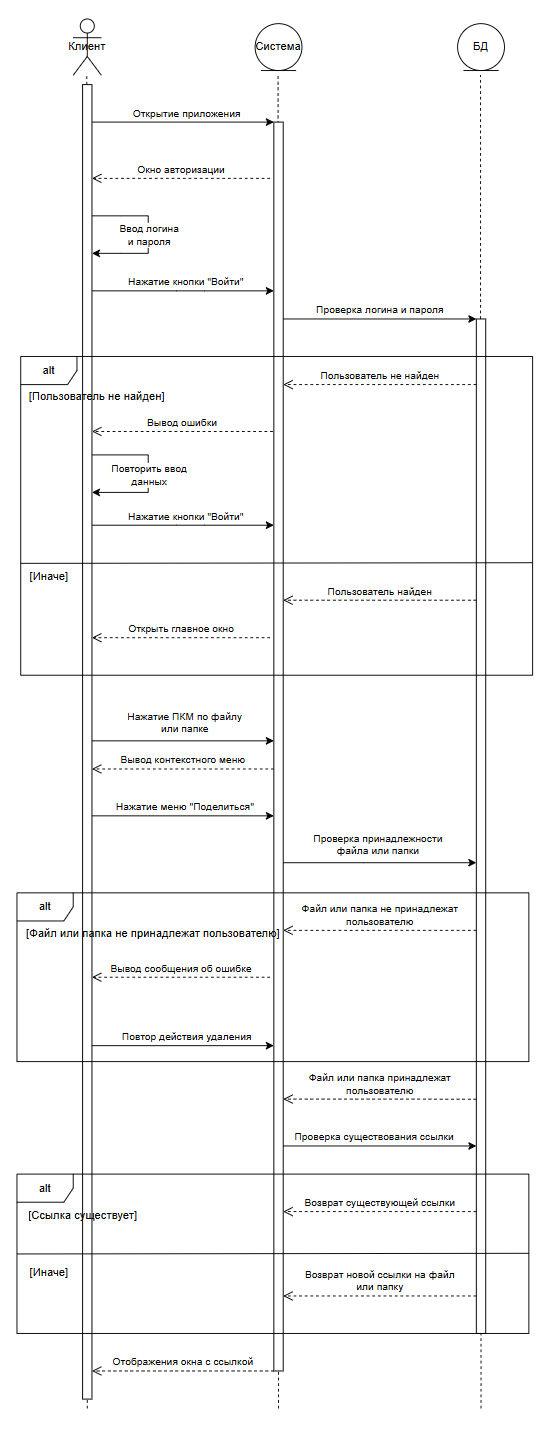 Клиент
Система
БД
Открытие приложения
Окно авторизации
Ввод логина
и пароля
Нажатие кнопки "Войти"
Проверка логина и пароля
alt
Пользователь не найден
[Пользователь не найден]
Вывод ошибки
Повторить ввод
данных
Нажатие кнопки "Войти"
[Иначе]
Пользователь найден
Открыть главное окно
Нажатие ПКМ по файлу
или папке
Вывод контекстного меню
Нажатие меню "Поделиться"
Проверка принадлежности
файла или папки
alt
Файл или папка не принадлежат
пользователю
[Файл или папка не принадлежат пользователю]
Вывод сообщения об ошибке
Повтор действия удаления
Файл или папка принадлежат
пользователю
Проверка существования ссылки
alt
Возврат существующей ссылки
[Ссылка существует]
[Иначе]
Возврат новой ссылки на файл
или папку
Отображения окна с ссылкой